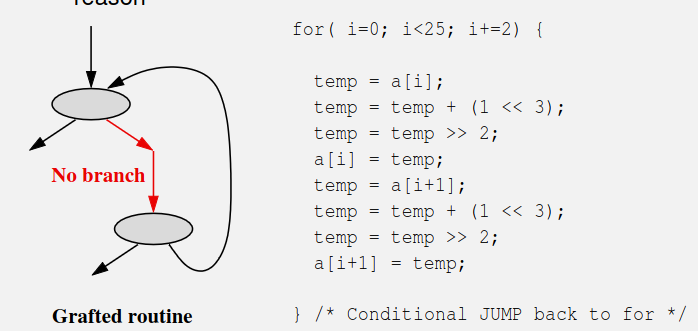 reason
for( i=0; i<25; i+=2) {
temp = a[i];
temp = temp + (1 << 3);
temp = temp >> 2;
a[i] = temp;
temp = a[i+1];
temp = temp + (1 << 3);
temp = temp >> 2;
a[i+1] = temp;
} /* Conditional JUMP back to for */
No branch
Grafted routine